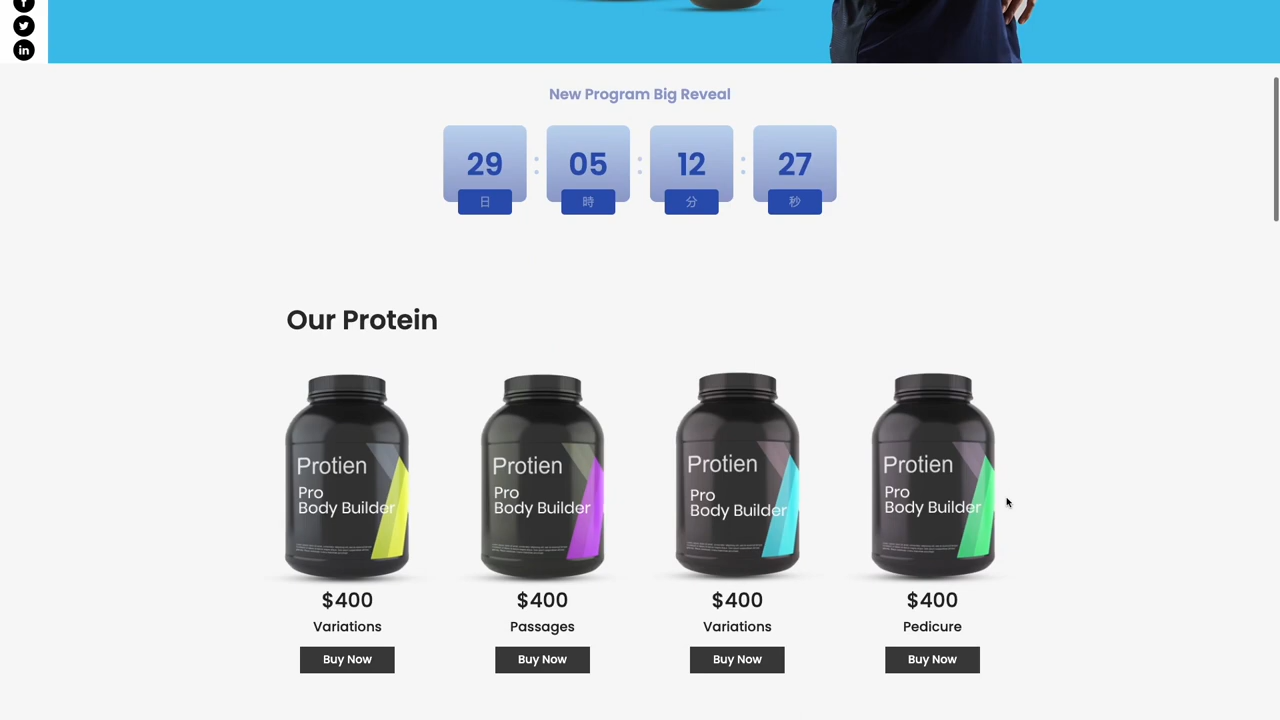 New Program Big Reveal
29 : 05 : 12 : 27
日 時 分 秒
Our Protein
Protien
Pro
Body Builder
Protien
Pro
Body Builder
Protien
Pro
Body Builder
Protien
Pro
Body Builder
$400 $400 $400 $400
Variations Passages Variations Pedicure
Buy Now Buy Now Buy Now Buy Now